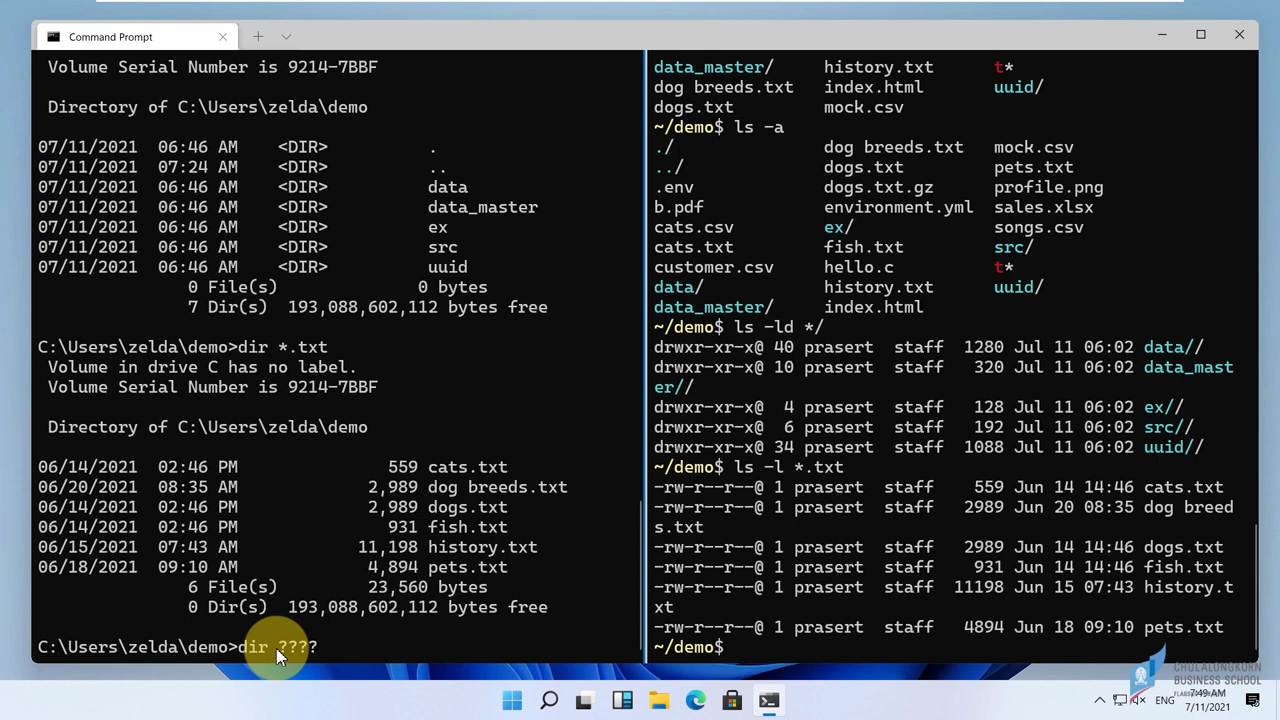 Command Prompt
Volume Serial Number is 9214-7BBF
Directory of C:\Users\zelda\demo
07/11/2021 06:46 AM <DIR> .
07/11/2021 07:24 AM <DIR> ..
07/11/2021 06:46 AM <DIR> data
07/11/2021 06:46 AM <DIR> data_master
07/11/2021 06:46 AM <DIR> ex
07/11/2021 06:46 AM <DIR> src
07/11/2021 06:46 AM <DIR> uuid
0 File(s) 0 bytes
7 Dir(s) 193,088,602,112 bytes free
C:\Users\zelda\demo>dir *.txt
Volume in drive C has no label.
Volume Serial Number is 9214-7BBF
Directory of C:\Users\zelda\demo
06/14/2021 02:46 PM 559 cats.txt
06/20/2021 08:35 AM 2,989 dog breeds.txt
06/14/2021 02:46 PM 2,989 dogs.txt
06/14/2021 02:46 PM 931 fish.txt
06/15/2021 07:43 AM 11,198 history.txt
06/18/2021 09:10 AM 4,894 pets.txt
6 File(s) 23,560 bytes
0 Dir(s) 193,088,602,112 bytes free
C:\Users\zelda\demo>dir ????
data_master/ history.txt t*
dog breeds.txt index.html uuid/
dogs.txt mock.csv
~/demo$ ls -a
./ dog breeds.txt mock.csv
../ dogs.txt pets.txt
.env dogs.txt.gz profile.png
b.pdf environment.yml sales.xlsx
cats.csv ex/ songs.csv
cats.txt fish.txt src/
customer.csv hello.c t*
data/ history.txt uuid/
data_master/ index.html
~/demo$ ls -ld */
drwxr-xr-x@ 40 prasert staff 1280 Jul 11 06:02 data//
drwxr-xr-x@ 10 prasert staff 320 Jul 11 06:02 data_mast
er//
drwxr-xr-x@ 4 prasert staff 128 Jul 11 06:02 ex//
drwxr-xr-x@ 6 prasert staff 192 Jul 11 06:02 src//
drwxr-xr-x@ 34 prasert staff 1088 Jul 11 06:02 uuid//
~/demo$ ls -l *.txt
-rw-r--r--@ 1 prasert staff 559 Jun 14 14:46 cats.txt
-rw-r--r--@ 1 prasert staff 2989 Jun 20 08:35 dog breed
s.txt
-rw-r--r--@ 1 prasert staff 2989 Jun 14 14:46 dogs.txt
-rw-r--r--@ 1 prasert staff 931 Jun 14 14:46 fish.txt
-rw-r--r--@ 1 prasert staff 11198 Jun 15 07:43 history.t
xt
-rw-r--r--@ 1 prasert staff 4894 Jun 18 09:10 pets.txt
~/demo$
CHULALONGKORN
BUSINESS SCHOOL
ENG
7:49 AM
7/11/2021